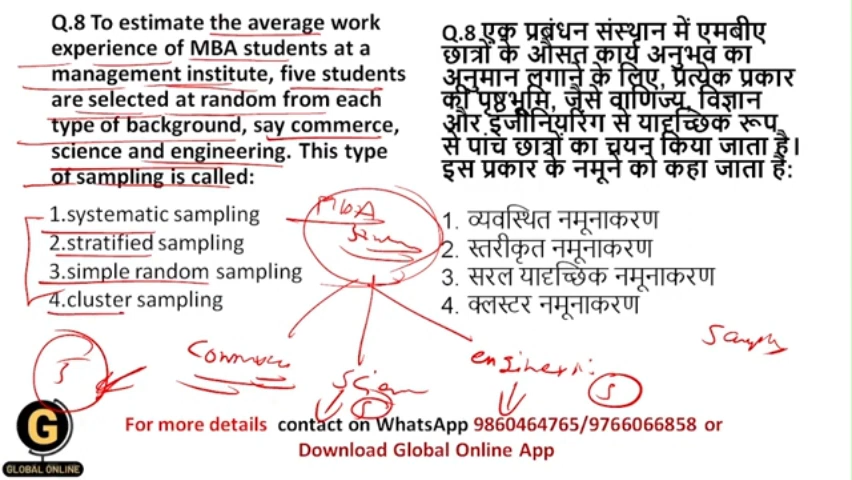 Q.8 To estimate the average work
experience of MBA students at a
management institute, five students
are selected at random from each
type of background, say commerce,
science and engineering. This type
of sampling is called:
1.systematic sampling
2.stratified sampling
3.simple random sampling
4.cluster sampling
Q.8 एक प्रबंधन संस्थान में एमबीए
छात्रों के औसत कार्य अनुभव का
अनुमान लगाने के लिए, प्रत्येक प्रकार
की पृष्ठभूमि, जैसे वाणिज्य, विज्ञान
और इंजीनियरिंग से यादृच्छिक रूप
से पांच छात्रों का चयन किया जाता है।
इस प्रकार के नमूने को कहा जाता है:
1. व्यवस्थित नमूनाकरण
2. स्तरीकृत नमूनाकरण
3. सरल यादृच्छिक नमूनाकरण
4. क्लस्टर नमूनाकरण
MBA
5
5
5
For more details contact on WhatsApp 9860464765/9766066858 or
Download Global Online App
G
GLOBAL ONLINE